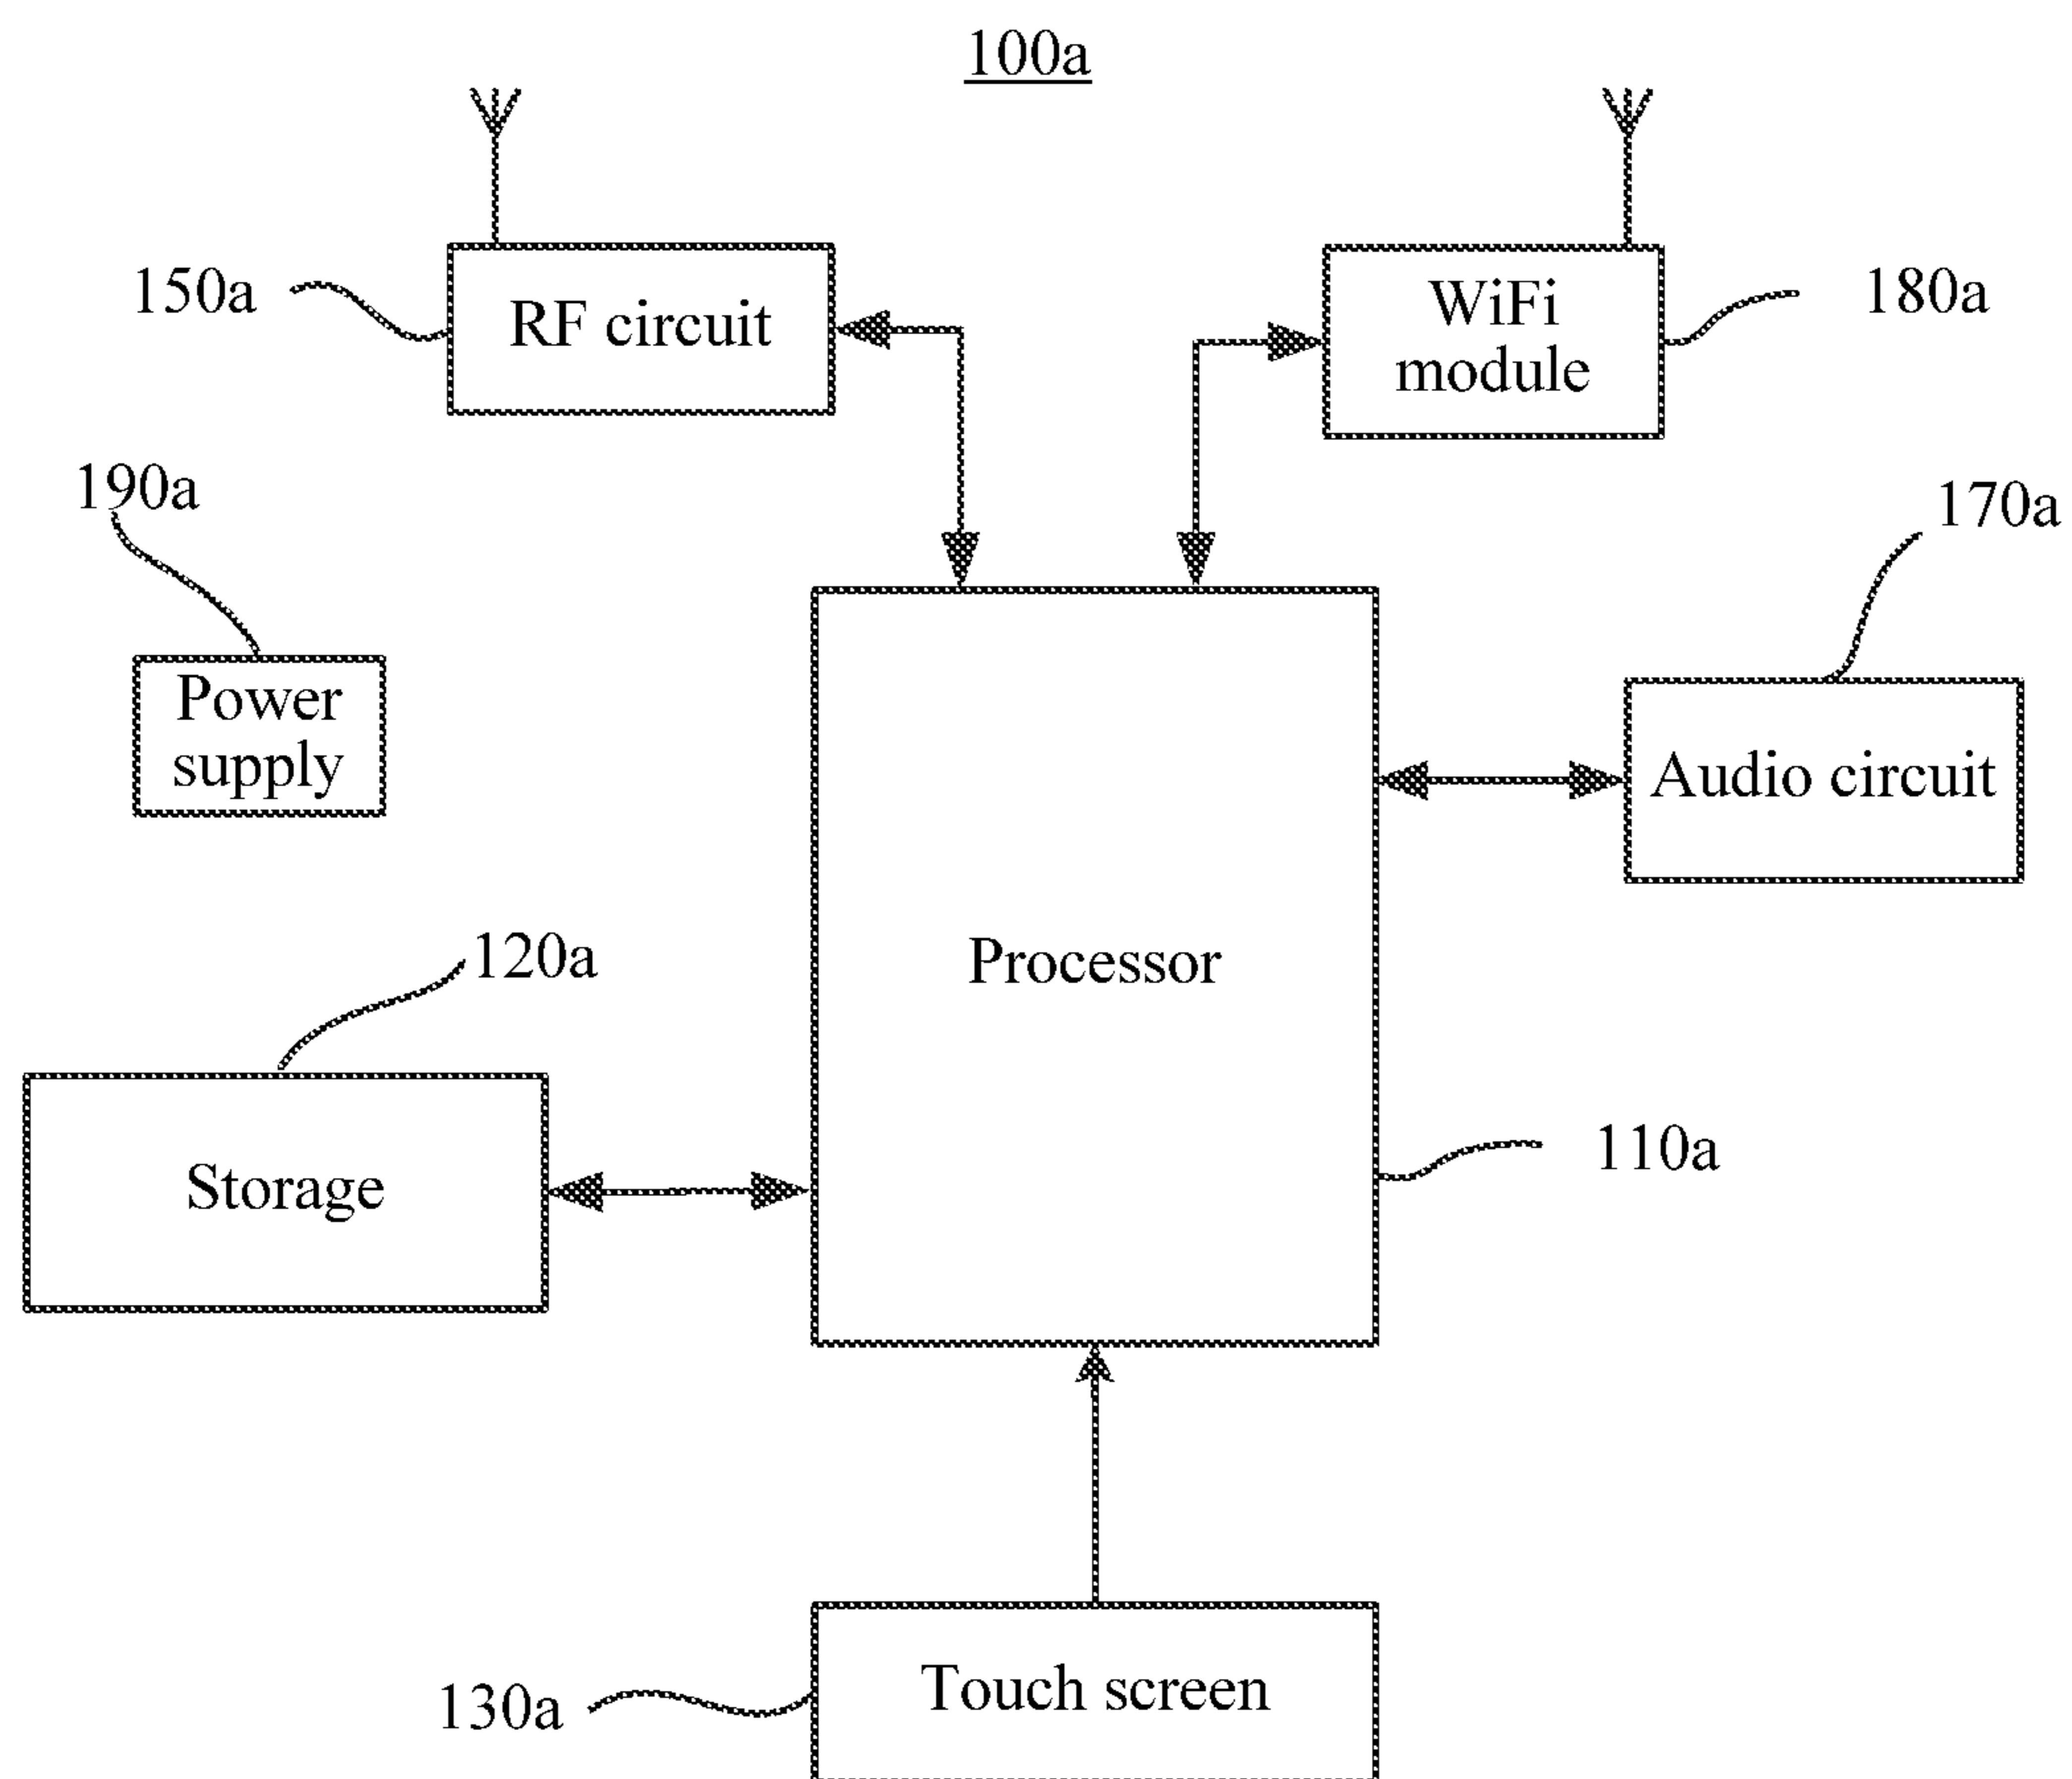 100a
150a
RF circuit
WiFi
module
180a
190a
170a
Power
supply
Audio circuit
120a
Processor
Storage
110a
130a
Touch screen